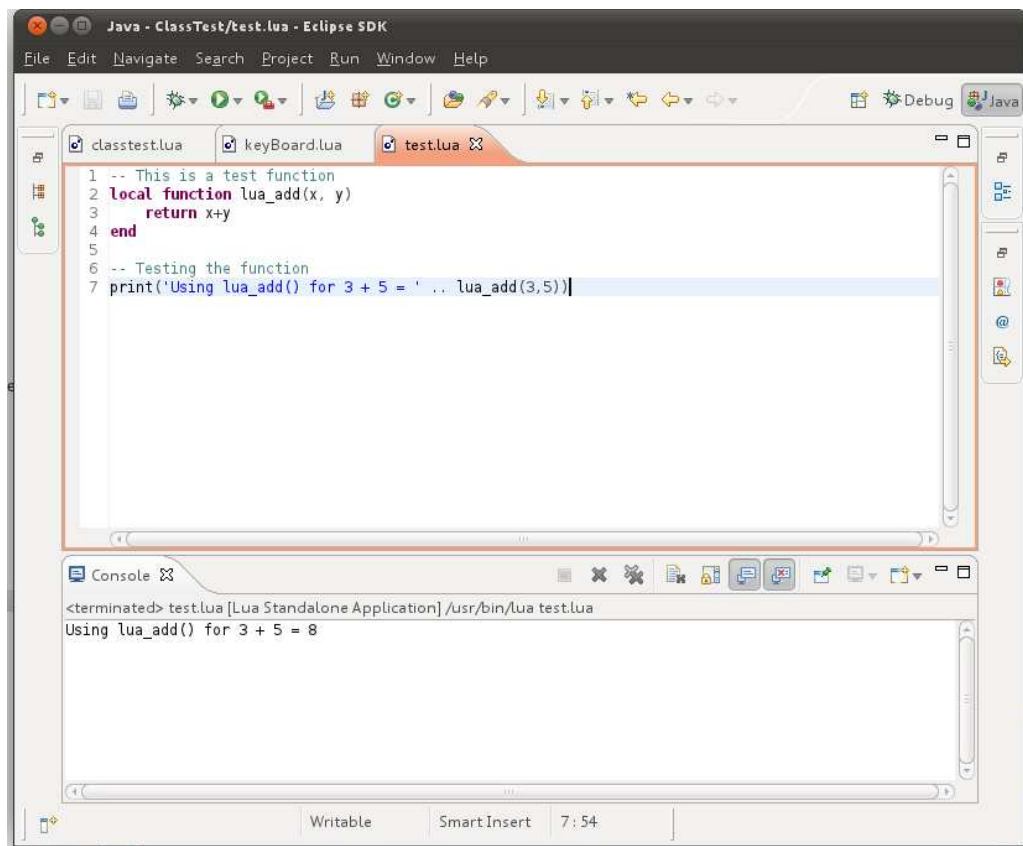 Java - ClassTest/test.lua - Eclipse SDK
File Edit Navigate Search Project Run Window Help
Debug Java
classtest.lua keyBoard.lua test.lua
1 -- This is a test function
2 local function lua_add(x, y)
3     return x+y
4 end
5
6 -- Testing the function
7 print('Using lua_add() for 3 + 5 = ' .. lua_add(3,5))
Console
<terminated> test.lua [Lua Standalone Application] /usr/bin/lua test.lua
Using lua_add() for 3 + 5 = 8
Writable Smart Insert 7 : 54